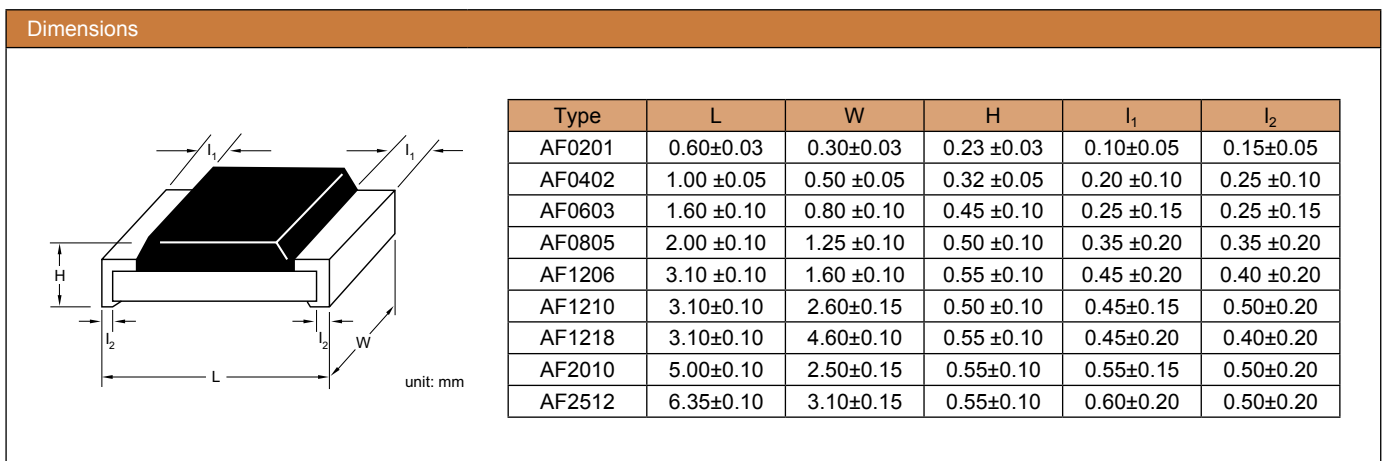 Dimensions
l₁ l₁
H
l₂ l₂ W
L
unit: mm
Type L W H l₁ l₂
AF0201 0.60±0.03 0.30±0.03 0.23 ±0.03 0.10±0.05 0.15±0.05
AF0402 1.00 ±0.05 0.50 ±0.05 0.32 ±0.05 0.20 ±0.10 0.25 ±0.10
AF0603 1.60 ±0.10 0.80 ±0.10 0.45 ±0.10 0.25 ±0.15 0.25 ±0.15
AF0805 2.00 ±0.10 1.25 ±0.10 0.50 ±0.10 0.35 ±0.20 0.35 ±0.20
AF1206 3.10 ±0.10 1.60 ±0.10 0.55 ±0.10 0.45 ±0.20 0.40 ±0.20
AF1210 3.10±0.10 2.60±0.15 0.50 ±0.10 0.45±0.15 0.50±0.20
AF1218 3.10±0.10 4.60±0.10 0.55 ±0.10 0.45±0.20 0.40±0.20
AF2010 5.00±0.10 2.50±0.15 0.55±0.10 0.55±0.15 0.50±0.20
AF2512 6.35±0.10 3.10±0.15 0.55±0.10 0.60±0.20 0.50±0.20